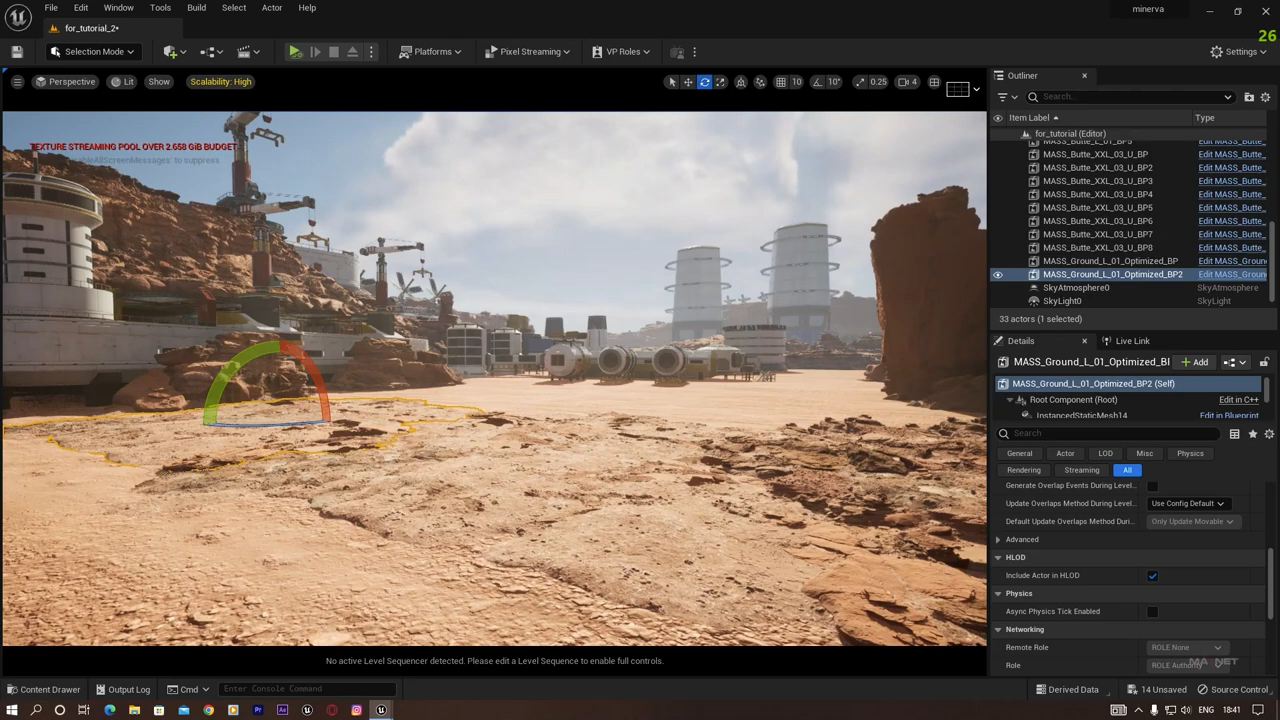 File Edit Window Tools Build Select Actor Help
minerva
for_tutorial_2*
26
Selection Mode
Platforms
Pixel Streaming
VP Roles
Settings
Perspective Lit Show Scalability: High
10 10° 0.25 4
TEXTURE STREAMING POOL OVER 2.658 GiB BUDGET
ableAllScreenMessages' to suppress
No active Level Sequencer detected. Please edit a Level Sequence to enable full controls.
Outliner
Search...
Item Label Type
for_tutorial (Editor)
MASS_Butte_L_01_BP5 Edit MASS_Butte_
MASS_Butte_XXL_03_U_BP Edit MASS_Butte_
MASS_Butte_XXL_03_U_BP2 Edit MASS_Butte_
MASS_Butte_XXL_03_U_BP3 Edit MASS_Butte_
MASS_Butte_XXL_03_U_BP4 Edit MASS_Butte_
MASS_Butte_XXL_03_U_BP5 Edit MASS_Butte_
MASS_Butte_XXL_03_U_BP6 Edit MASS_Butte_
MASS_Butte_XXL_03_U_BP7 Edit MASS_Butte_
MASS_Butte_XXL_03_U_BP8 Edit MASS_Butte_
MASS_Ground_L_01_Optimized_BP Edit MASS_Groun
MASS_Ground_L_01_Optimized_BP2 Edit MASS_Groun
SkyAtmosphere0 SkyAtmosphere
SkyLight0 SkyLight
33 actors (1 selected)
Details Live Link
MASS_Ground_L_01_Optimized_BI Add
MASS_Ground_L_01_Optimized_BP2 (Self)
Root Component (Root) Edit in C++
InstancedStaticMesh14 Edit in Blueprint
Search
General Actor LOD Misc Physics
Rendering Streaming All
Generate Overlap Events During Level...
Update Overlaps Method During Level... Use Config Default
Default Update Overlaps Method Duri... Only Update Movable
Advanced
HLOD
Include Actor in HLOD
Physics
Async Physics Tick Enabled
Networking
Remote Role ROLE None
Role ROLE Authority
Content Drawer Output Log Cmd Enter Console Command
Derived Data 14 Unsaved Source Control
ENG 18:41